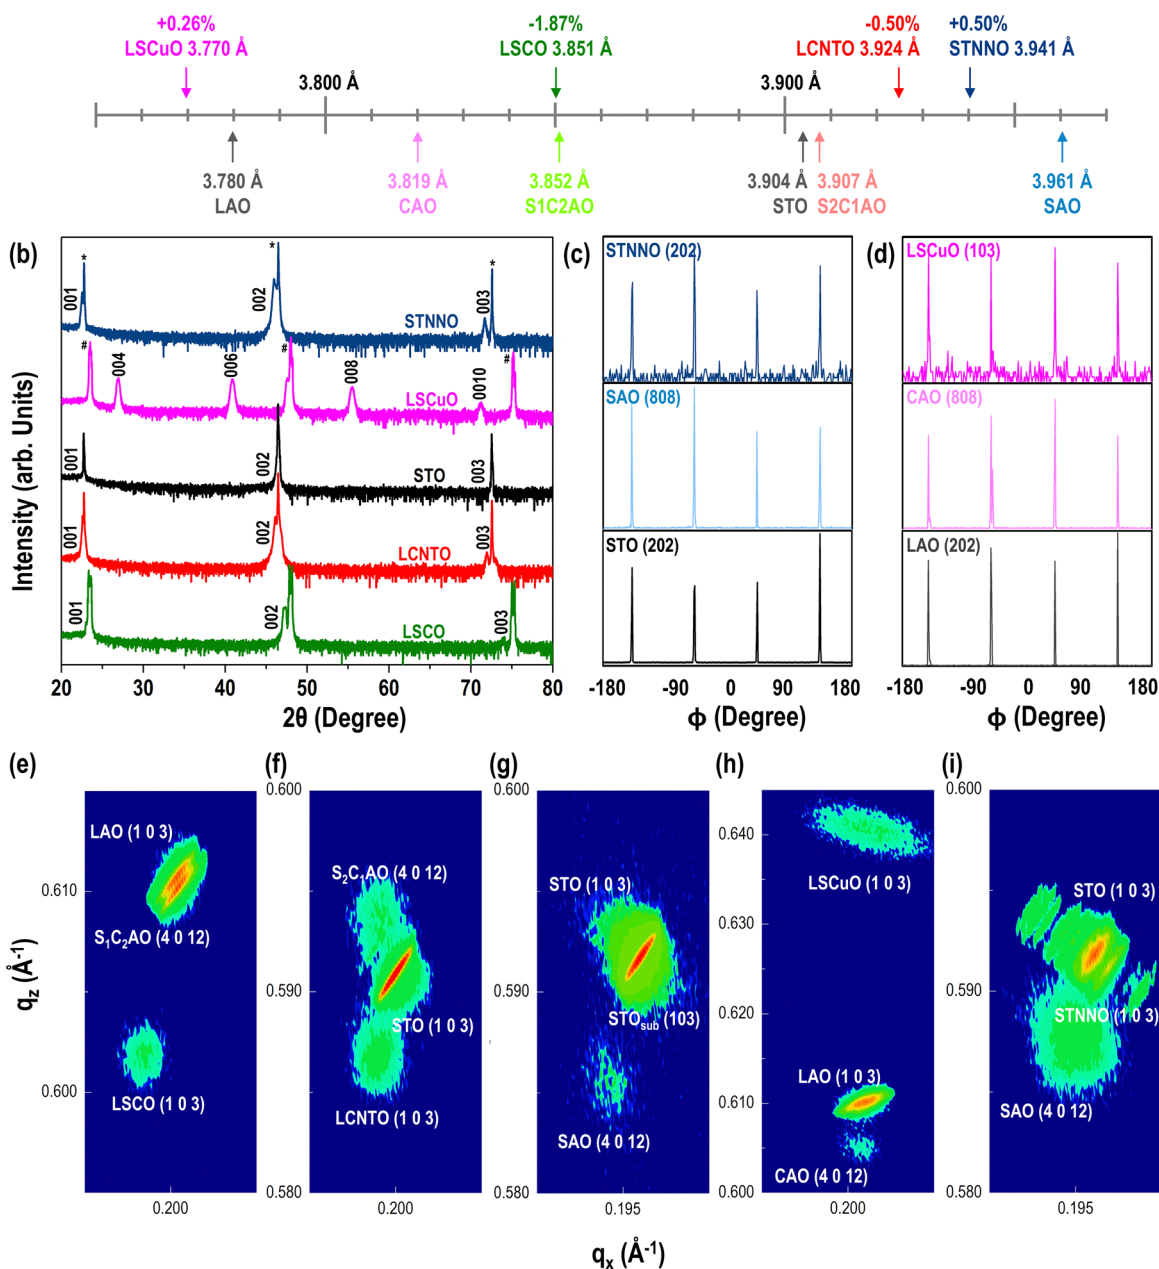 +0.26%
LSCuO 3.770 Å
-1.87%
LSCO 3.851 Å
-0.50%
LCNTO 3.924 Å
+0.50%
STNNO 3.941 Å
3.800 Å
3.900 Å
3.780 Å
LAO
3.819 Å
CAO
3.852 Å
S1C2AO
3.904 Å
STO
3.907 Å
S2C1AO
3.961 Å
SAO
(b)
Intensity (arb. Units)
001
*
002
*
003
*
STNNO
#
004
006
#
008
0010
#
LSCuO
001
002
003
STO
001
002
003
LCNTO
001
002
003
LSCO
20
30
40
50
60
70
80
2θ (Degree)
(c)
STNNO (202)
SAO (808)
STO (202)
-180
-90
0
90
180
ϕ (Degree)
(d)
LSCuO (103)
CAO (808)
LAO (202)
-180
-90
0
90
180
ϕ (Degree)
(e)
LAO (1 0 3)
S₁C₂AO (4 0 12)
LSCO (1 0 3)
0.610
0.600
0.200
qz (Å⁻¹)
(f)
0.600
0.590
0.580
S₂C₁AO (4 0 12)
STO (1 0 3)
LCNTO (1 0 3)
0.200
(g)
0.600
0.590
0.580
STO (1 0 3)
STOsub (103)
SAO (4 0 12)
0.195
(h)
0.640
0.630
0.620
0.610
0.600
LSCuO (1 0 3)
LAO (1 0 3)
CAO (4 0 12)
0.200
(i)
0.600
0.590
0.580
STO (1 0 3)
STNNO (1 0 3)
SAO (4 0 12)
0.195
qx (Å⁻¹)